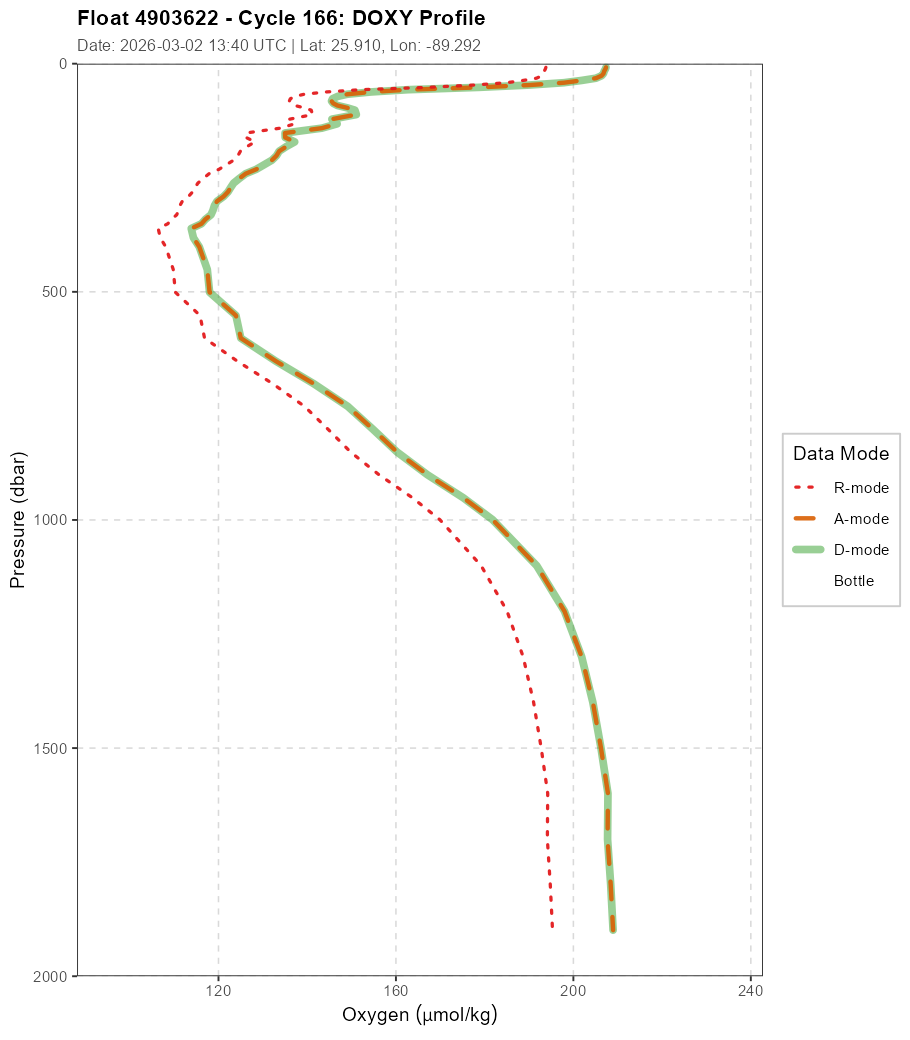 Float 4903622 - Cycle 166: DOXY Profile
Date: 2026-03-02 13:40 UTC | Lat: 25.910, Lon: -89.292
0
500
1000
1500
2000
Pressure (dbar)
120
160
200
240
Oxygen (μmol/kg)
Data Mode
R-mode
A-mode
D-mode
Bottle